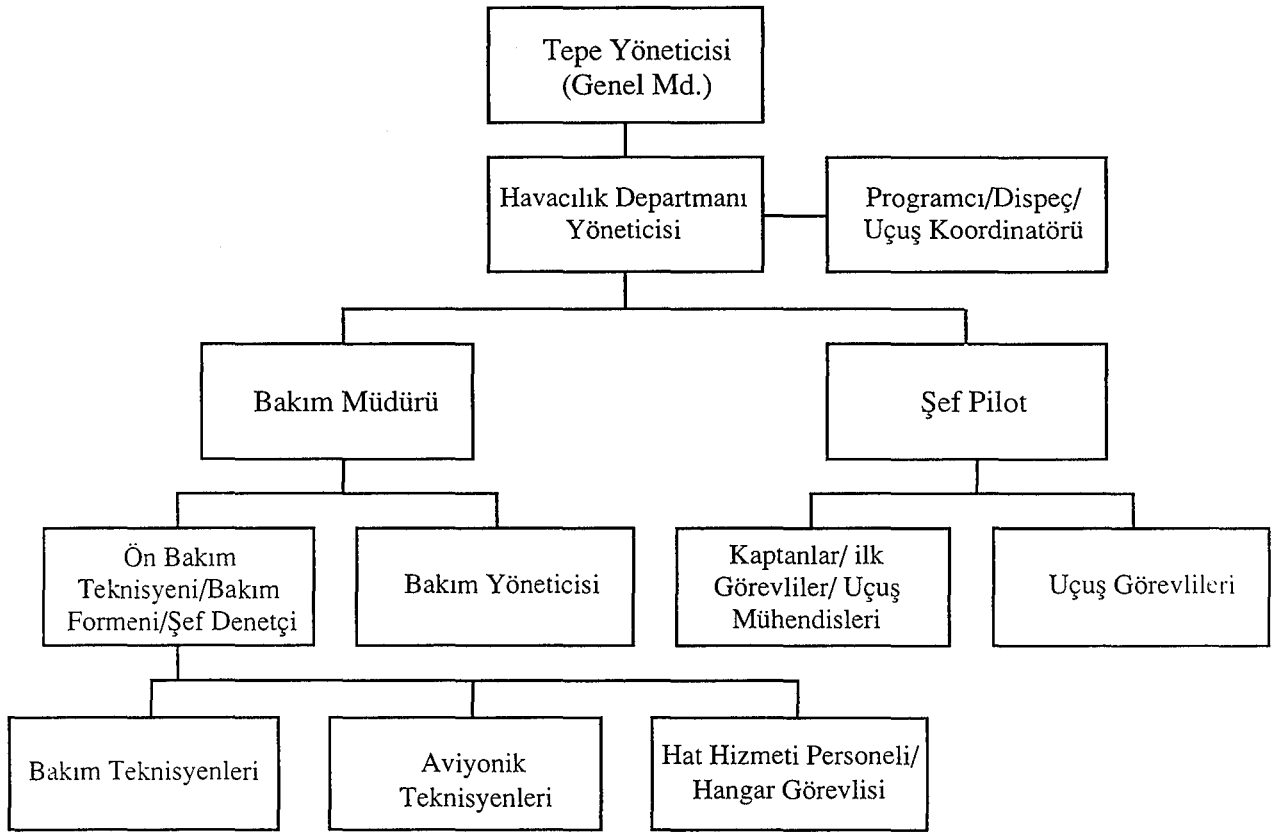 Tepe Yöneticisi
(Genel Md.)
Havacılık Departmanı
Yöneticisi
Programcı/Dispeç/
Uçuş Koordinatörü
Bakım Müdürü
Şef Pilot
Ön Bakım
Teknisyeni/Bakım
Formeni/Şef Denetçi
Bakım Yöneticisi
Kaptanlar/ ilk
Görevliler/ Uçuş
Mühendisleri
Uçuş Görevlileri
Bakım Teknisyenleri
Aviyonik
Teknisyenleri
Hat Hizmeti Personeli/
Hangar Görevlisi